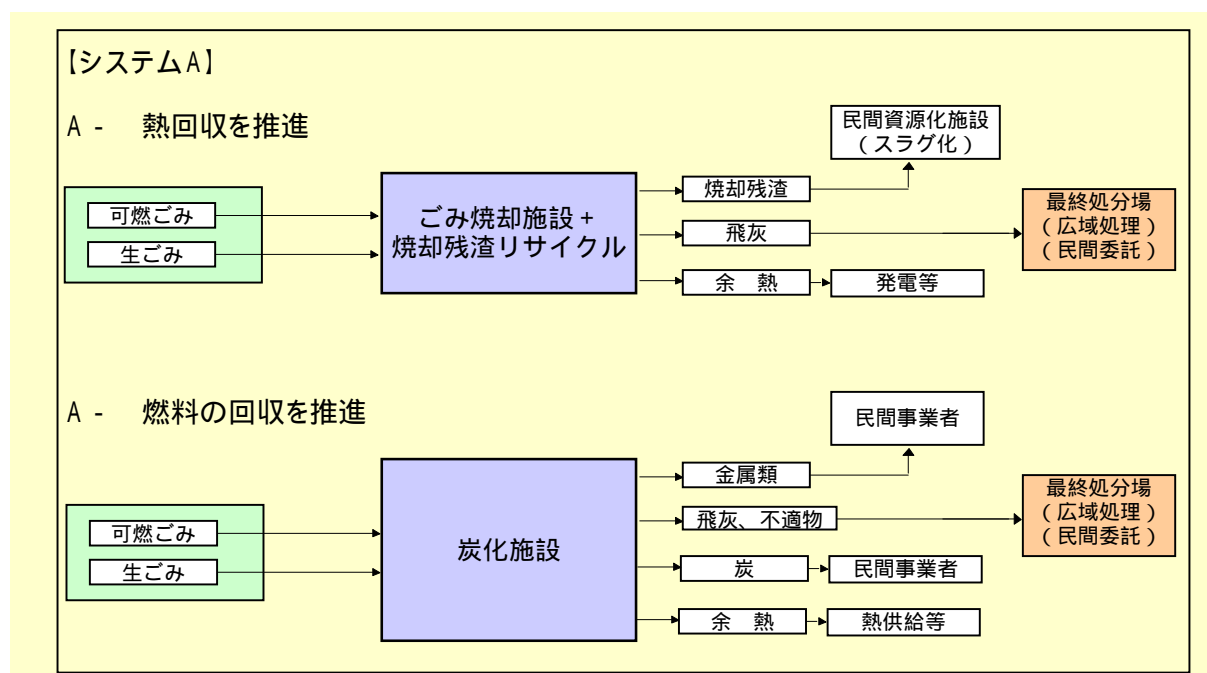 【システムA】
A - 熱回収を推進
民間資源化施設
(スラグ化)
可燃ごみ
生ごみ
ごみ焼却施設+
焼却残渣リサイクル
焼却残渣
飛灰
余 熱
発電等
最終処分場
(広域処理)
(民間委託)
A - 燃料の回収を推進
民間事業者
可燃ごみ
生ごみ
炭化施設
金属類
飛灰、不適物
炭
民間事業者
余 熱
熱供給等
最終処分場
(広域処理)
(民間委託)